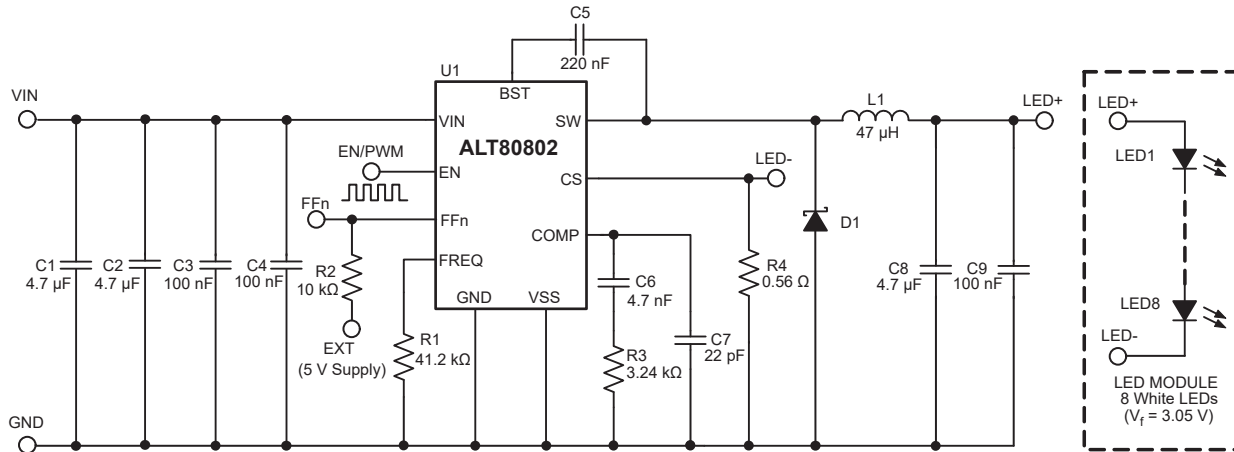 C5
220 nF
U1
BST
VIN
VIN
SW
L1
47 µH
LED+
LED+
ALT80802
EN/PWM
EN
CS
LED-
LED1
FFn
FFn
COMP
D1
C1
4.7 µF
C2
4.7 µF
C3
100 nF
C4
100 nF
R2
10 kΩ
FREQ
C6
4.7 nF
R4
0.56 Ω
C8
4.7 µF
C9
100 nF
GND
VSS
LED8
EXT
(5 V Supply)
R1
41.2 kΩ
R3
3.24 kΩ
C7
22 pF
LED-
LED MODULE
8 White LEDs
(Vf = 3.05 V)
GND